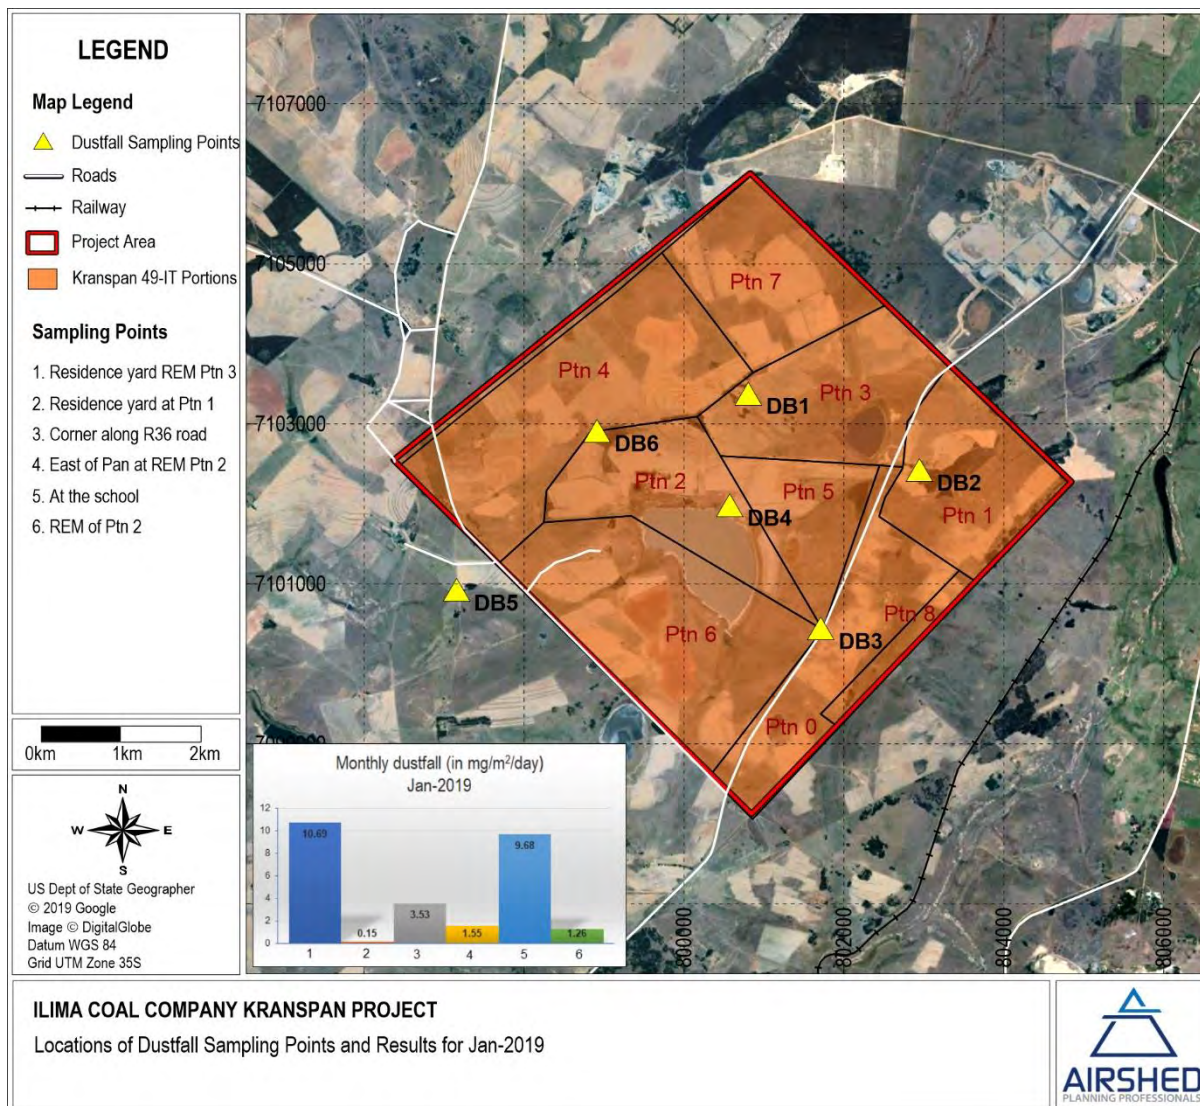 LEGEND
Map Legend
Dustfall Sampling Points
Roads
Railway
Project Area
Kranspan 49-IT Portions
Sampling Points
1. Residence yard REM Ptn 3
2. Residence yard at Ptn 1
3. Corner along R36 road
4. East of Pan at REM Ptn 2
5. At the school
6. REM of Ptn 2
0km 1km 2km
N
W E
S
US Dept of State Geographer
© 2019 Google
Image © DigitalGlobe
Datum WGS 84
Grid UTM Zone 35S
7107000
7105000
7103000
7101000
Ptn 7
Ptn 4
Ptn 3
DB1
DB6
Ptn 2
Ptn 5
DB2
DB4
Ptn 1
DB5
Ptn 8
Ptn 6
DB3
Ptn 0
800000
802000
804000
806000
Monthly dustfall (in mg/m²/day)
Jan-2019
12
10
8
6
4
2
0
10.69
0.15
3.53
1.55
9.68
1.26
1 2 3 4 5 6
ILIMA COAL COMPANY KRANSPAN PROJECT
Locations of Dustfall Sampling Points and Results for Jan-2019
AIRSHED
PLANNING PROFESSIONALS